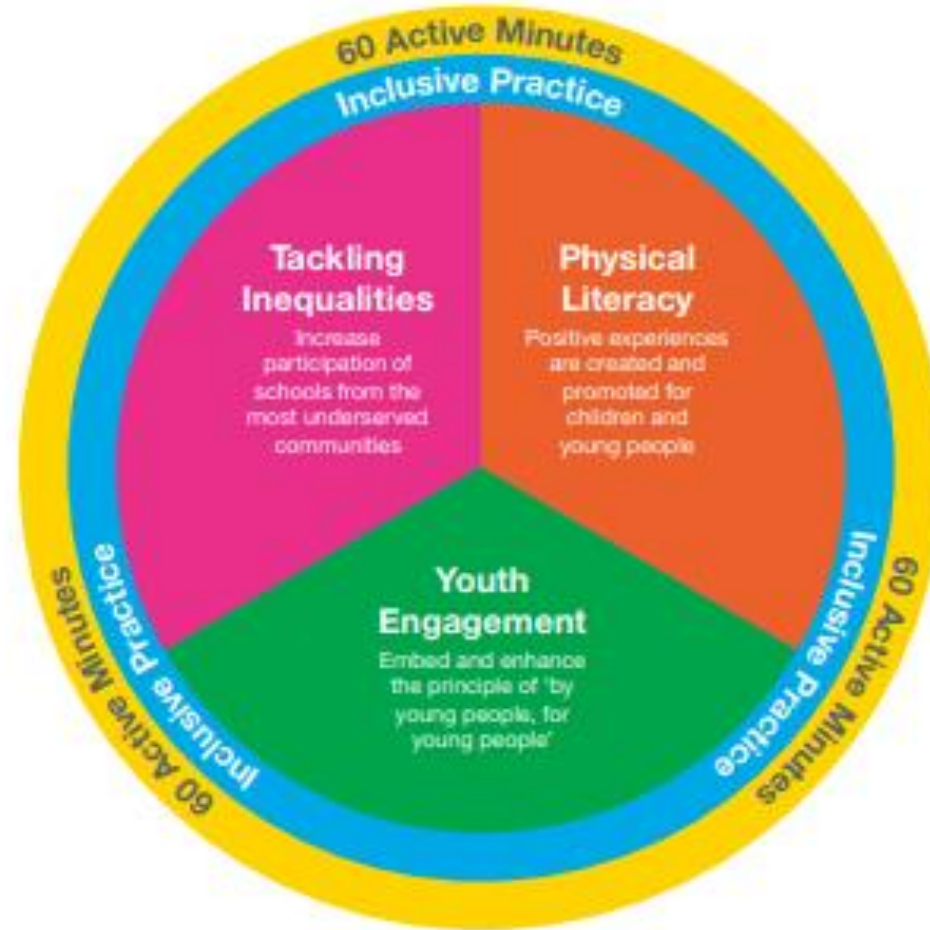 60 Active Minutes
Inclusive Practice
Tackling
Inequalities
Increase
participation of
schools from the
most underserved
communities
Physical
Literacy
Positive experiences
are created and
promoted for
children and
young people
Youth
Engagement
Embed and enhance
the principle of 'by
young people, for
young people'
Inclusive Practice
60 Active Minutes
Inclusive Practice
60 Active Minutes